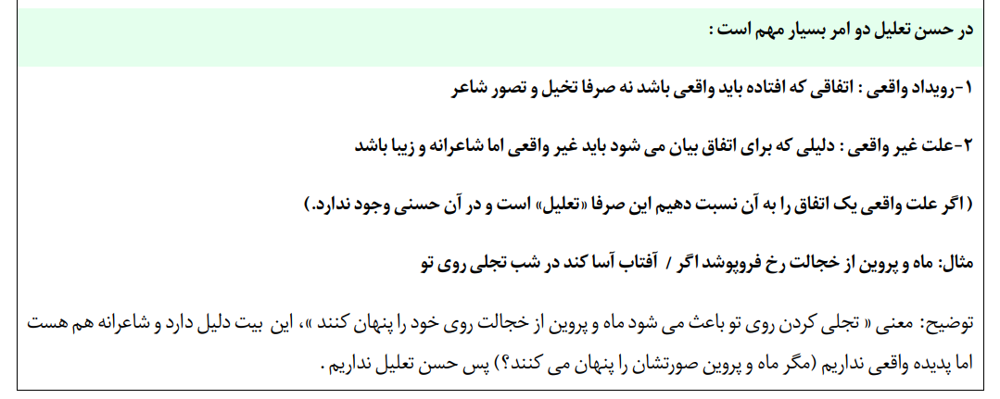 در حسن تعلیل دو امر بسیار مهم است :
۱-رویداد واقعی : اتفاقی که افتاده باید واقعی باشد نه صرفا تخیل و تصور شاعر
۲-علت غیر واقعی : دلیلی که برای اتفاق بیان می شود باید غیر واقعی اما شاعرانه و زیبا باشد
( اگر علت واقعی یک اتفاق را به آن نسبت دهیم این صرفا «تعلیل» است و در آن حسنی وجود ندارد.)
مثال: ماه و پروین از خجالت رخ فروپوشد اگر / آفتاب آسا کند در شب تجلی روی تو
توضیح: معنی « تجلی کردن روی تو باعث می شود ماه و پروین از خجالت روی خود را پنهان کنند »، این بیت دلیل دارد و شاعرانه هم هست
اما پدیده واقعی نداریم (مگر ماه و پروین صورتشان را پنهان می کنند؟) پس حسن تعلیل نداریم .